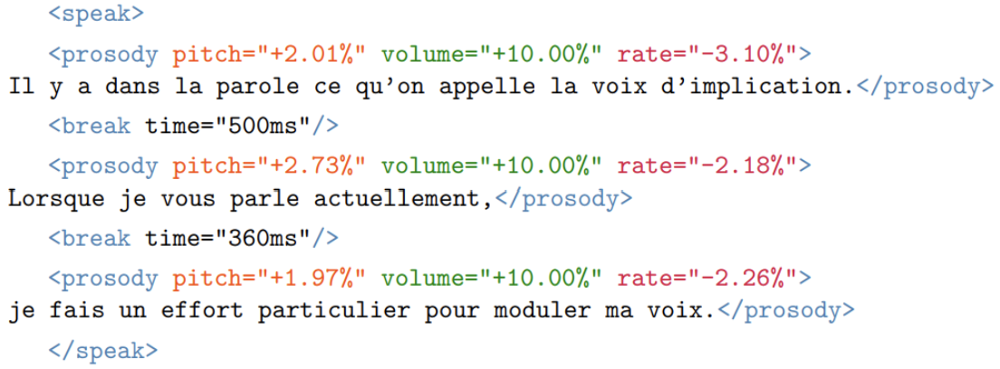 <speak>
<prosody pitch="+2.01%" volume="+10.00%" rate="-3.10%">
Il y a dans la parole ce qu’on appelle la voix d’implication.</prosody>
<break time="500ms"/>
<prosody pitch="+2.73%" volume="+10.00%" rate="-2.18%">
Lorsque je vous parle actuellement,</prosody>
<break time="360ms"/>
<prosody pitch="+1.97%" volume="+10.00%" rate="-2.26%">
je fais un effort particulier pour moduler ma voix.</prosody>
</speak>